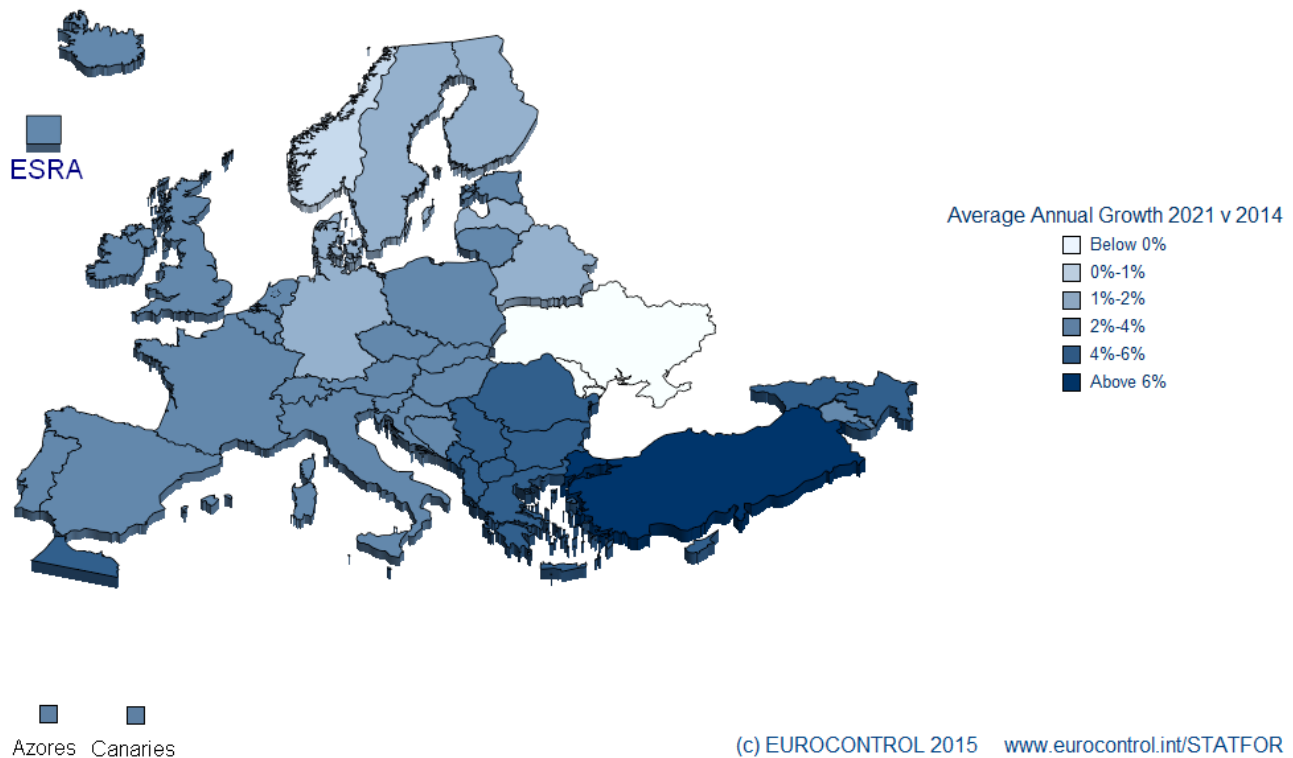 ESRA
Average Annual Growth 2021 v 2014
Below 0%
0%-1%
1%-2%
2%-4%
4%-6%
Above 6%
Azores Canaries
(c) EUROCONTROL 2015 www.eurocontrol.int/STATFOR